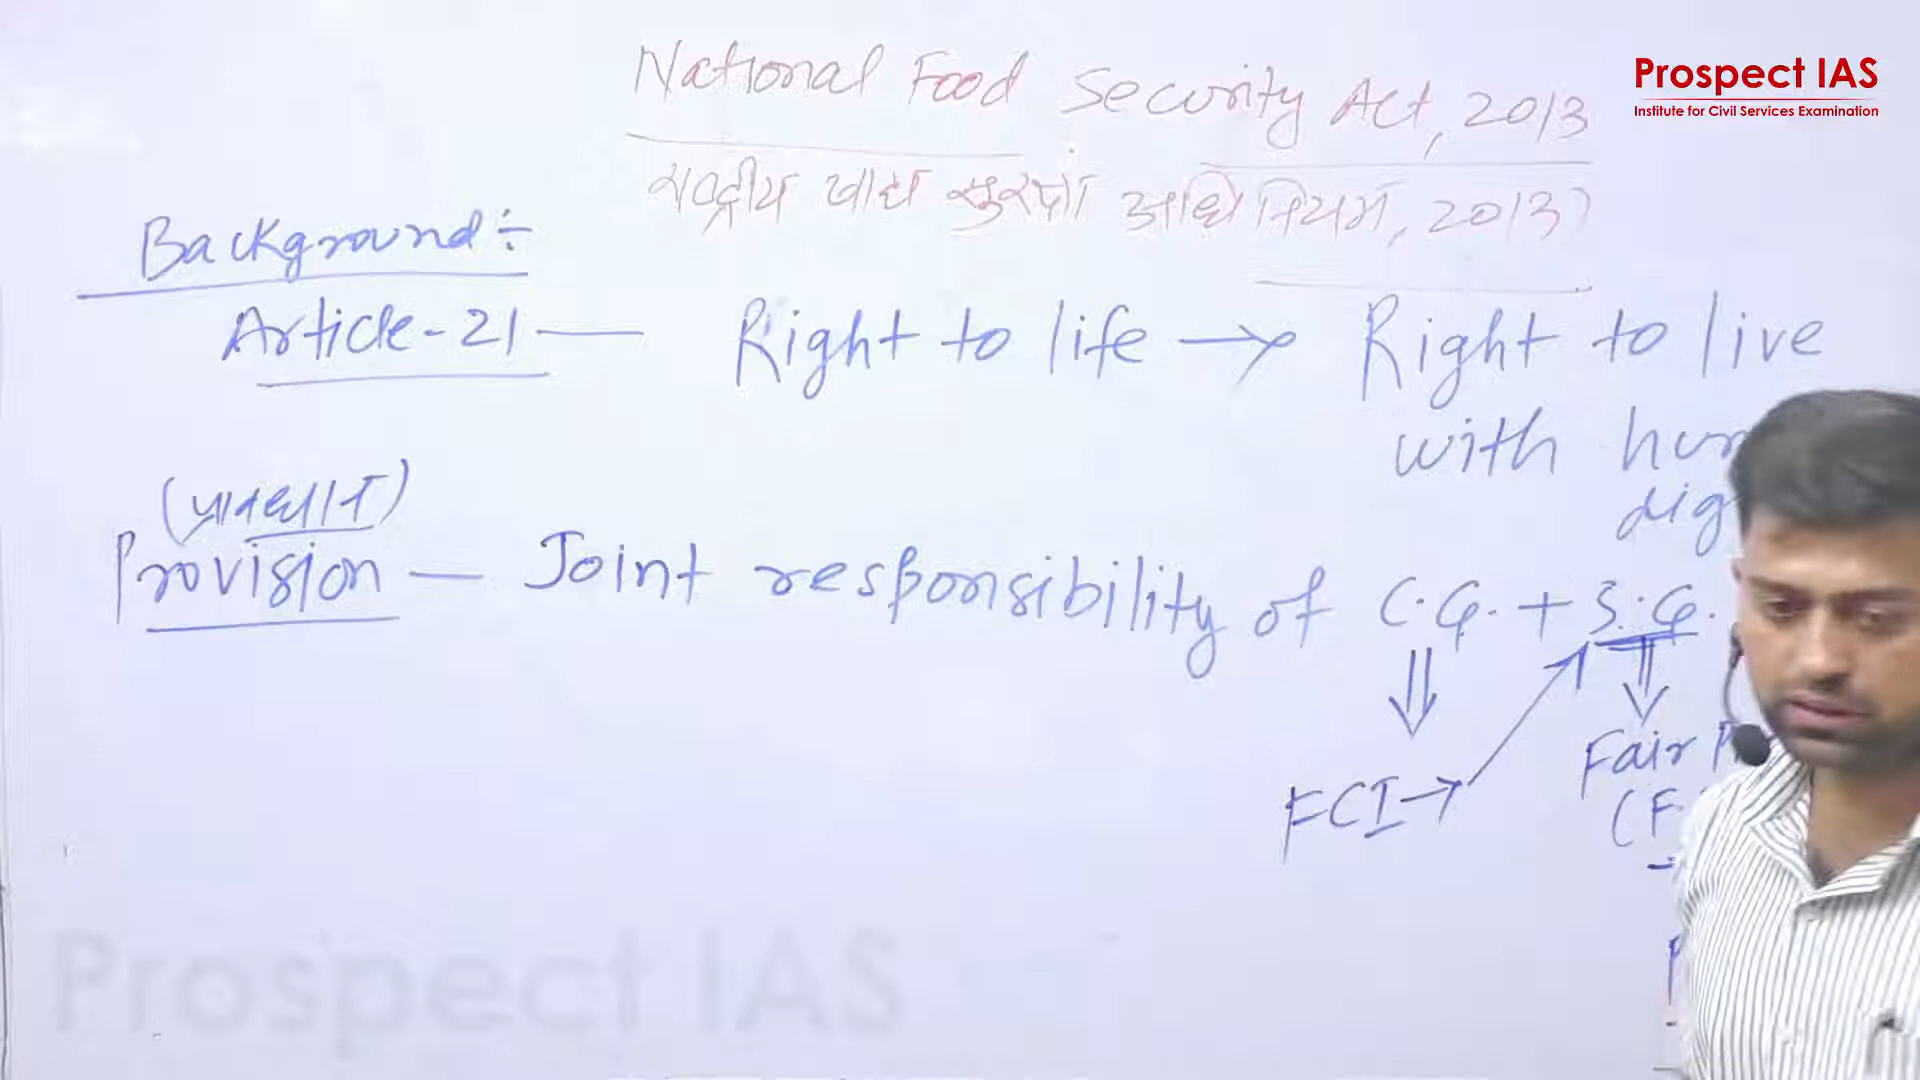 Prospect IAS
Institute for Civil Services Examination
National Food Security Act, 2013
राष्ट्रीय खाद्य सुरक्षा अधिनियम, 2013
Background :-
Article-21 — Right to life → Right to live
with
(प्रावधान)
Provision — Joint responsibility of C.G. + S.G.
FCI →
Fair
Prospect IAS